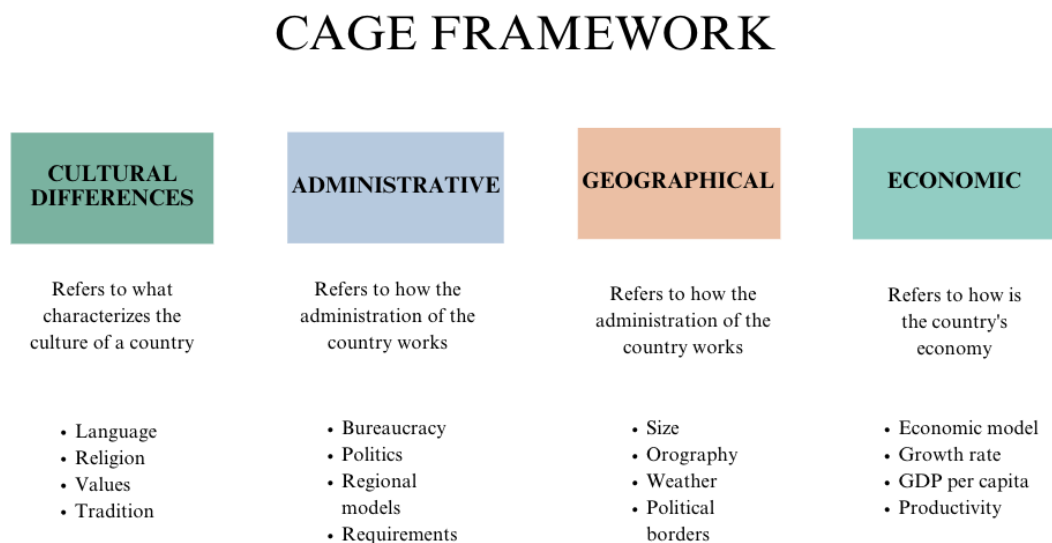 CAGE FRAMEWORK
CULTURAL
DIFFERENCES
Refers to what
characterizes the
culture of a country
• Language
• Religion
• Values
• Tradition
ADMINISTRATIVE
Refers to how the
administration of the
country works
• Bureaucracy
• Politics
• Regional
models
• Requirements
GEOGRAPHICAL
Refers to how the
administration of the
country works
• Size
• Orography
• Weather
• Political
borders
ECONOMIC
Refers to how is
the country's
economy
• Economic model
• Growth rate
• GDP per capita
• Productivity